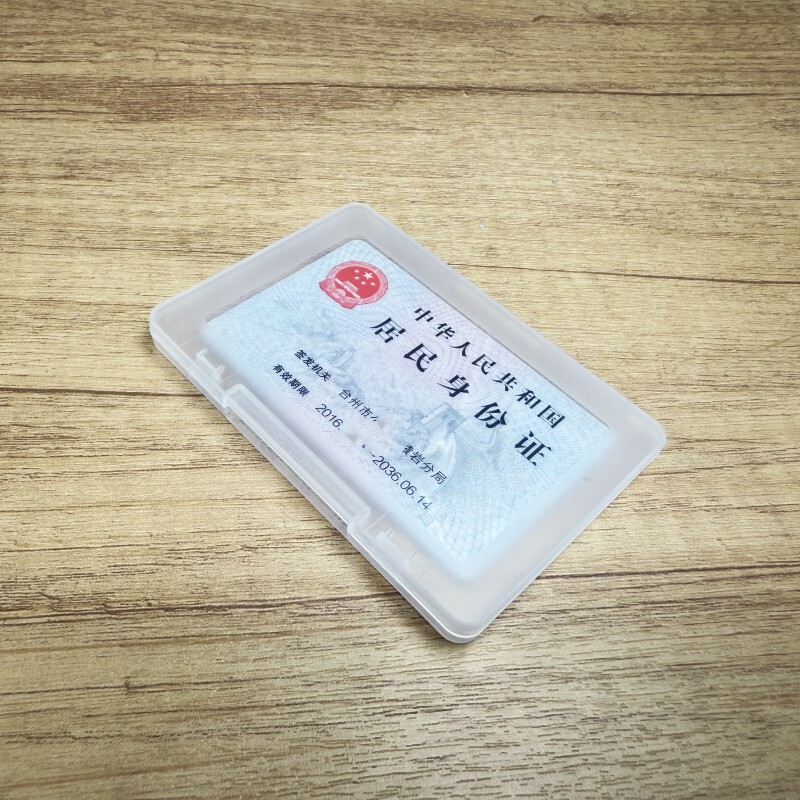 中华人民共和国
居民身份证
签发机关 台州市 岩分局
有效期限 2016. -2036.06.14